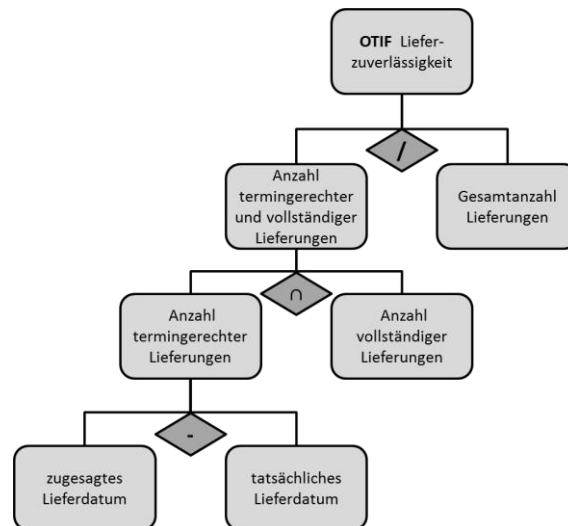 OTIF Liefer-
zuverlässigkeit
/
Anzahl
termingerechter
und vollständiger
Lieferungen
Gesamtanzahl
Lieferungen
∩
Anzahl
termingerechter
Lieferungen
Anzahl
vollständiger
Lieferungen
-
zugesagtes
Lieferdatum
tatsächliches
Lieferdatum